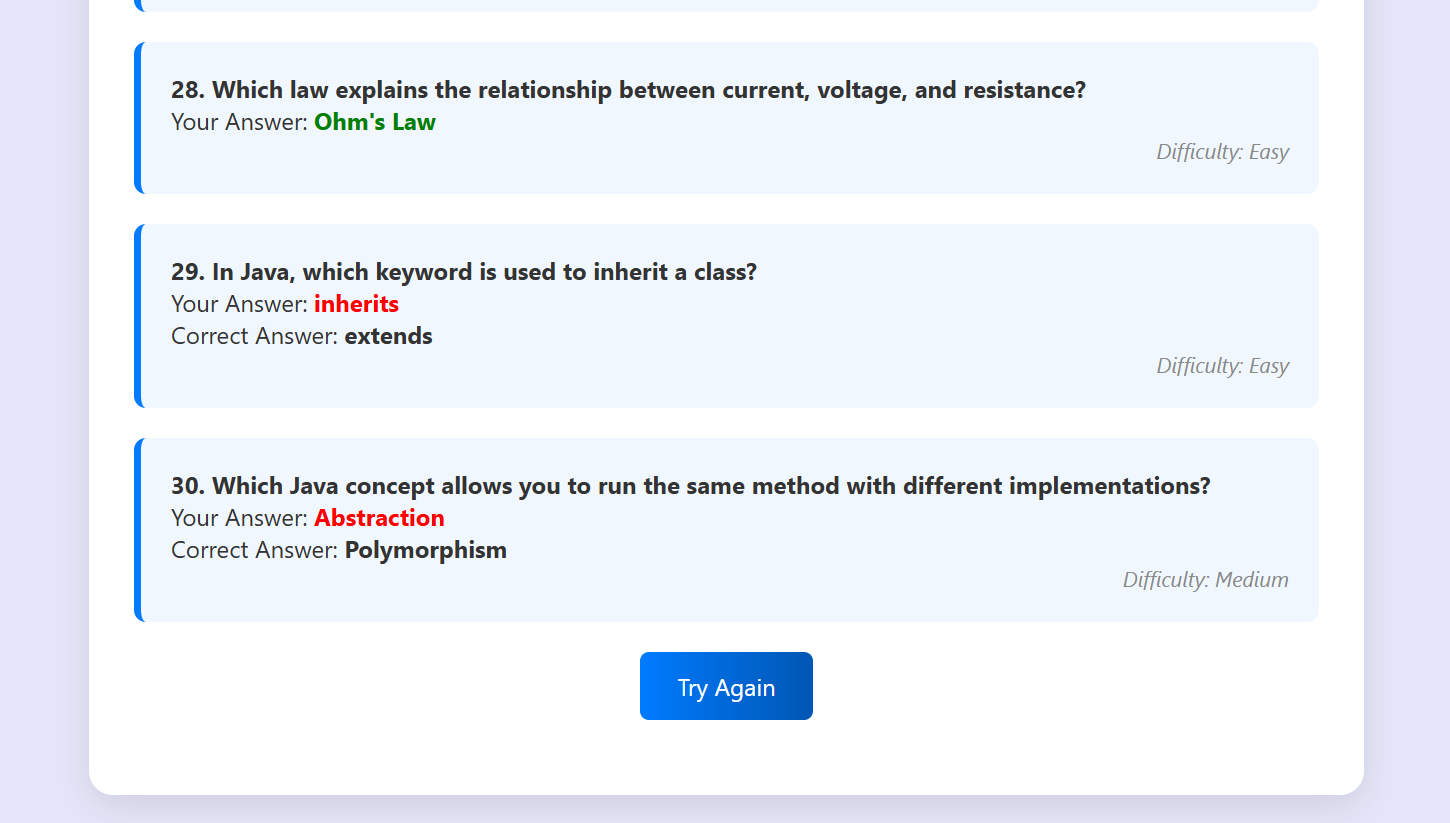 28. Which law explains the relationship between current, voltage, and resistance?
Your Answer: Ohm's Law
Difficulty: Easy
29. In Java, which keyword is used to inherit a class?
Your Answer: inherits
Correct Answer: extends
Difficulty: Easy
30. Which Java concept allows you to run the same method with different implementations?
Your Answer: Abstraction
Correct Answer: Polymorphism
Difficulty: Medium
Try Again